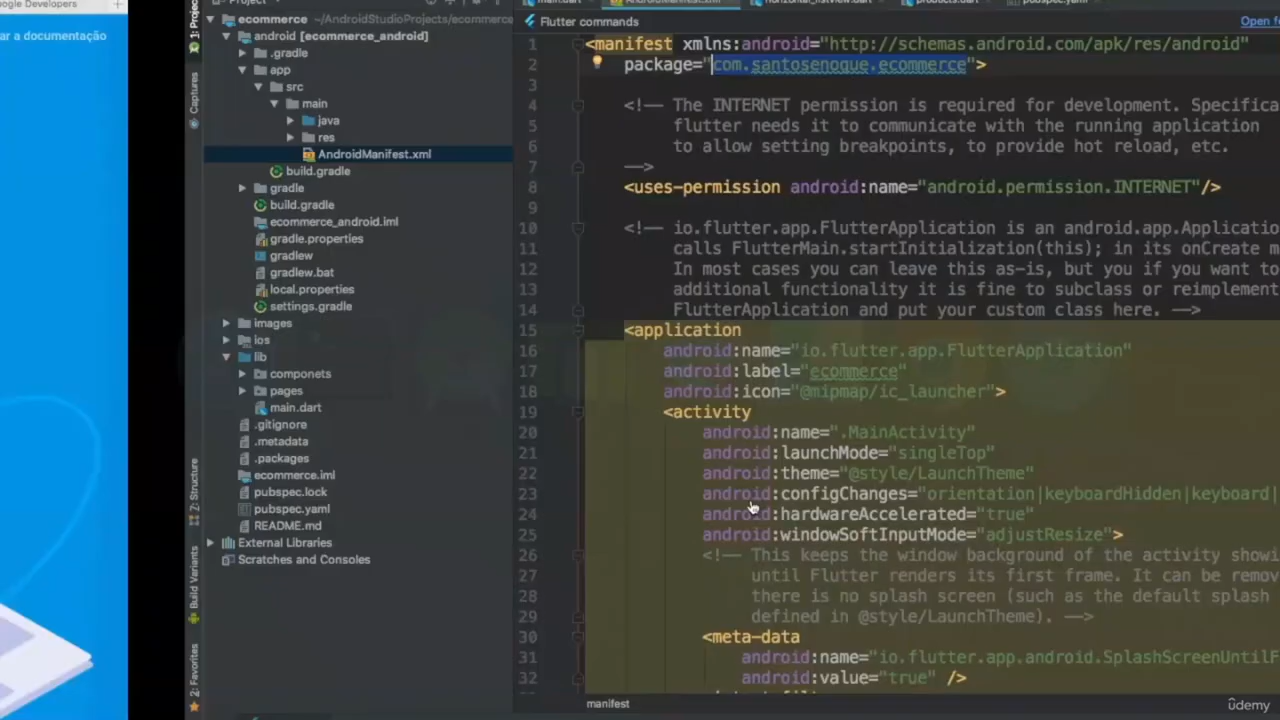 oogle Developers
ar a documentação
1: Project
Captures
2: Structure
Build Variants
2: Favorites
ecommerce ~/AndroidStudioProjects/ecommerce
android [ecommerce_android]
.gradle
app
src
main
java
res
AndroidManifest.xml
build.gradle
gradle
build.gradle
ecommerce_android.iml
gradle.properties
gradlew
gradlew.bat
local.properties
settings.gradle
images
ios
lib
componets
pages
main.dart
.gitignore
.metadata
.packages
ecommerce.iml
pubspec.lock
pubspec.yaml
README.md
External Libraries
Scratches and Consoles
main.dart AndroidManifest.xml horizontal_listview.dart products.dart pubspec.yaml
Flutter commands
Open f
1 <manifest xmlns:android="http://schemas.android.com/apk/res/android"
2 package="com.santosenoque.ecommerce">
3
4 <!-- The INTERNET permission is required for development. Specifica
5 flutter needs it to communicate with the running application
6 to allow setting breakpoints, to provide hot reload, etc.
7 -->
8 <uses-permission android:name="android.permission.INTERNET"/>
9
10 <!-- io.flutter.app.FlutterApplication is an android.app.Applicatio
11 calls FlutterMain.startInitialization(this); in its onCreate m
12 In most cases you can leave this as-is, but you if you want to
13 additional functionality it is fine to subclass or reimplement
14 FlutterApplication and put your custom class here. -->
15 <application
16 android:name="io.flutter.app.FlutterApplication"
17 android:label="ecommerce"
18 android:icon="@mipmap/ic_launcher">
19 <activity
20 android:name=".MainActivity"
21 android:launchMode="singleTop"
22 android:theme="@style/LaunchTheme"
23 android:configChanges="orientation|keyboardHidden|keyboard|
24 android:hardwareAccelerated="true"
25 android:windowSoftInputMode="adjustResize">
26 <!-- This keeps the window background of the activity showi
27 until Flutter renders its first frame. It can be remov
28 there is no splash screen (such as the default splash
29 defined in @style/LaunchTheme). -->
30 <meta-data
31 android:name="io.flutter.app.android.SplashScreenUntilF
32 android:value="true" />
manifest
ûdemy